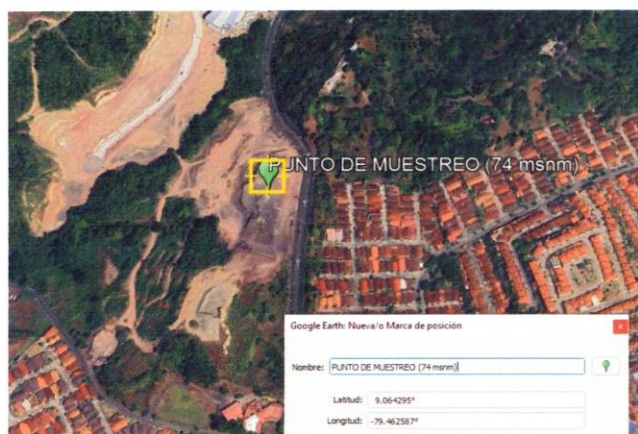 PUNTO DE MUESTREO (74 msnm)
Google Earth: Nueva/o Marca de posición
Nombre: PUNTO DE MUESTREO (74 msnm)
Latitud: 9.064295°
Longitud: -79.462587°